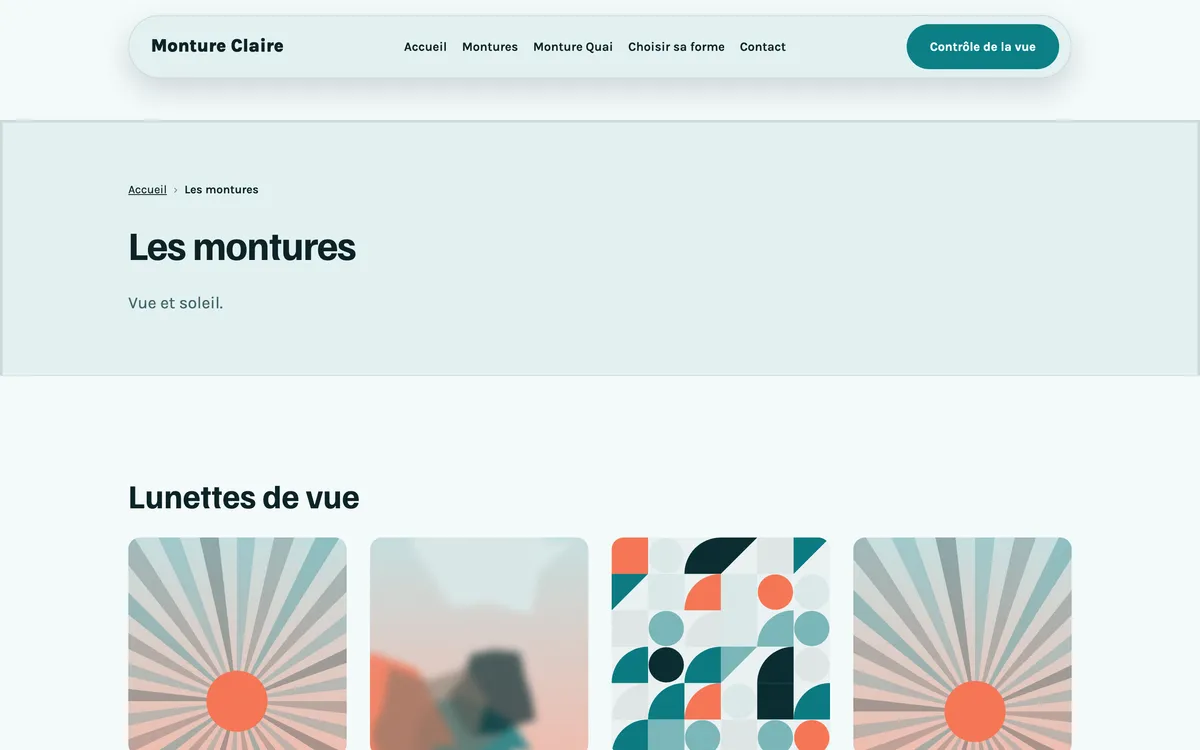 Monture Claire
Accueil Montures Monture Quai Choisir sa forme Contact
Contrôle de la vue
Accueil › Les montures
Les montures
Vue et soleil.
Lunettes de vue